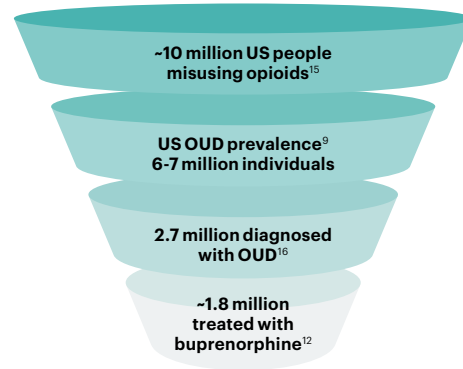 ~10 million US people
misusing opioids¹⁵
US OUD prevalence⁹
6-7 million individuals
2.7 million diagnosed
with OUD¹⁶
~1.8 million
treated with
buprenorphine¹²